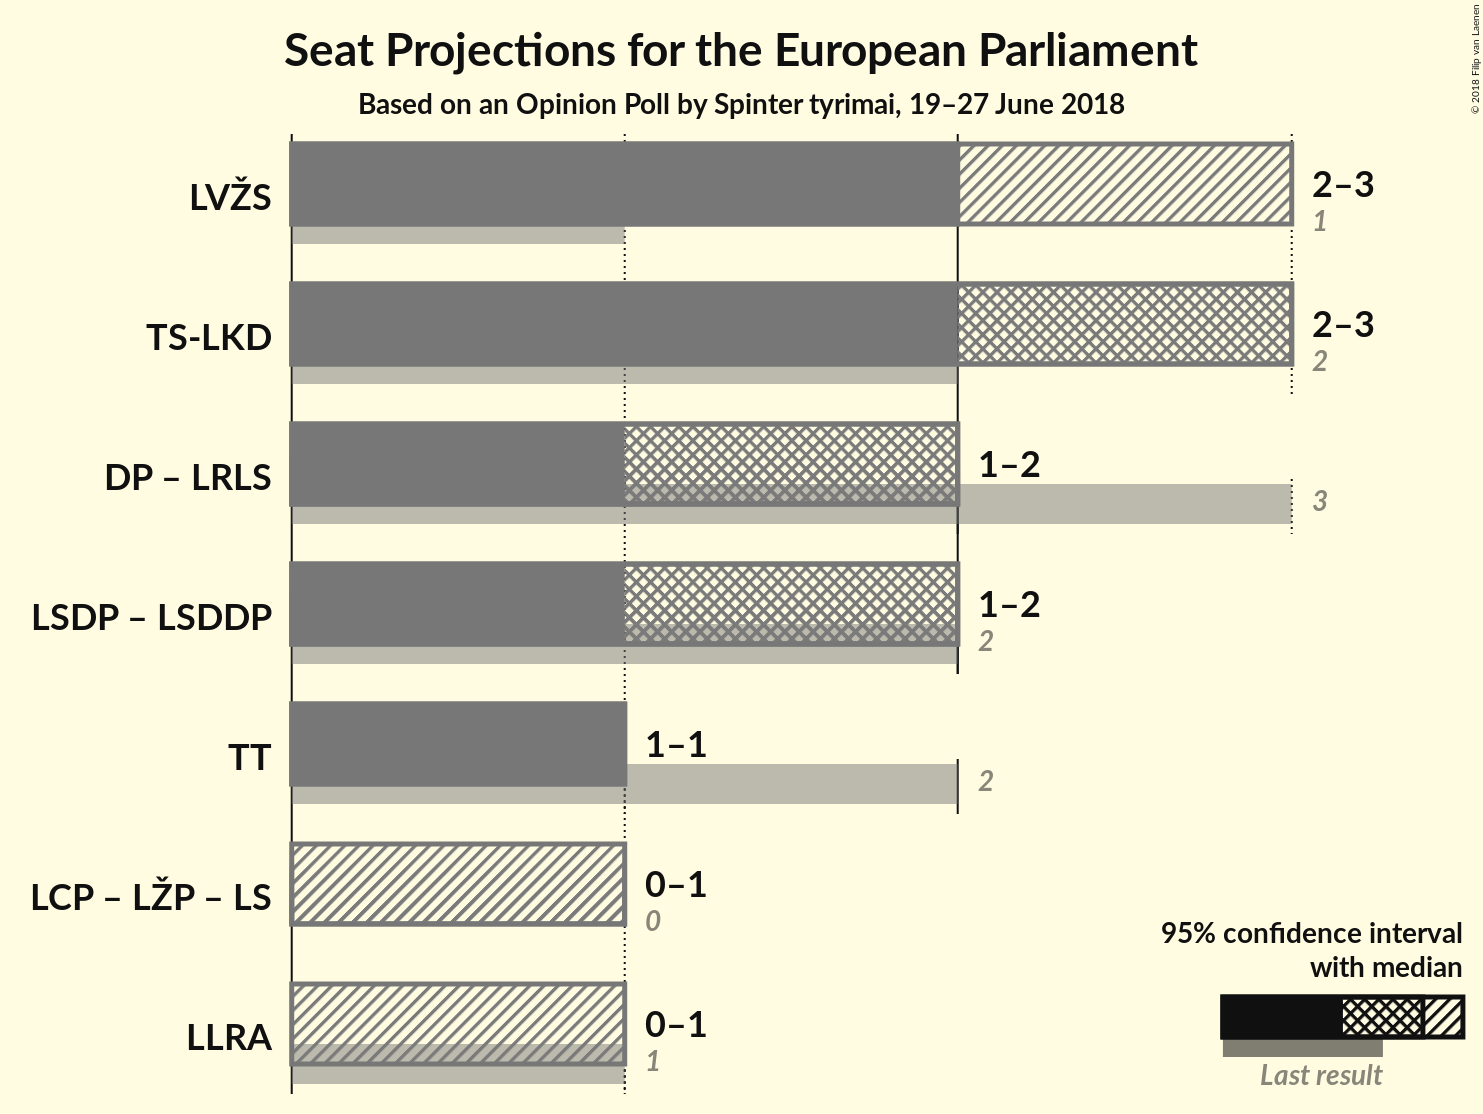 Seat Projections for the European Parliament
Based on an Opinion Poll by Spinter tyrimai, 19–27 June 2018
© 2018 Filip van Laenen
LVŽS
2–3
1
TS-LKD
2–3
2
DP – LRLS
1–2
3
LSDP – LSDDP
1–2
2
TT
1–1
2
LCP – LŽP – LS
0–1
0
LLRA
0–1
1
95% confidence interval
with median
Last result